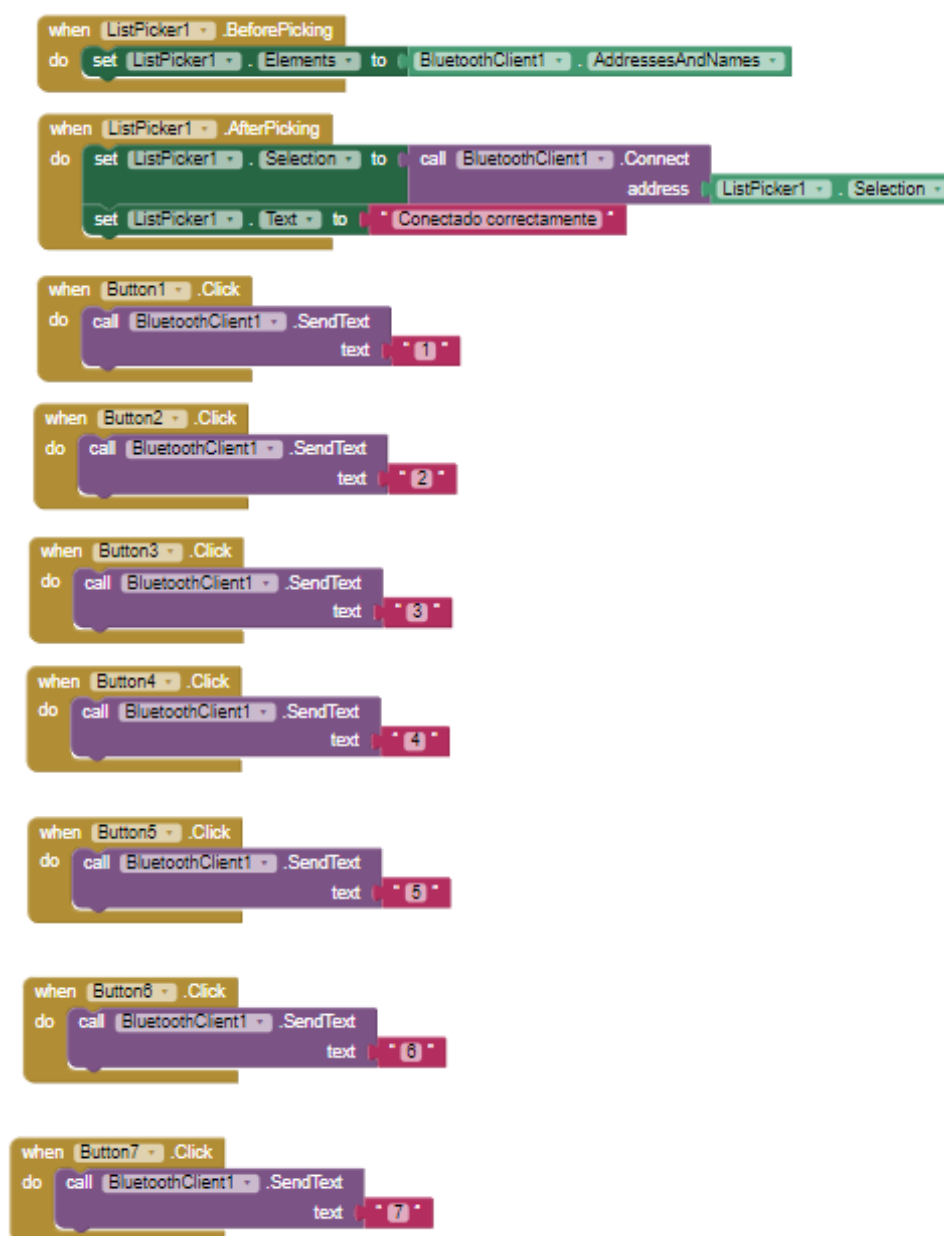 when ListPicker1 .BeforePicking
do set ListPicker1 . Elements to BluetoothClient1 . AddressesAndNames
when ListPicker1 .AfterPicking
do set ListPicker1 . Selection to call BluetoothClient1 .Connect
address ListPicker1 . Selection
set ListPicker1 . Text to " Conectado correctamente "
when Button1 .Click
do call BluetoothClient1 .SendText
text " 1 "
when Button2 .Click
do call BluetoothClient1 .SendText
text " 2 "
when Button3 .Click
do call BluetoothClient1 .SendText
text " 3 "
when Button4 .Click
do call BluetoothClient1 .SendText
text " 4 "
when Button5 .Click
do call BluetoothClient1 .SendText
text " 5 "
when Button6 .Click
do call BluetoothClient1 .SendText
text " 6 "
when Button7 .Click
do call BluetoothClient1 .SendText
text " 7 "